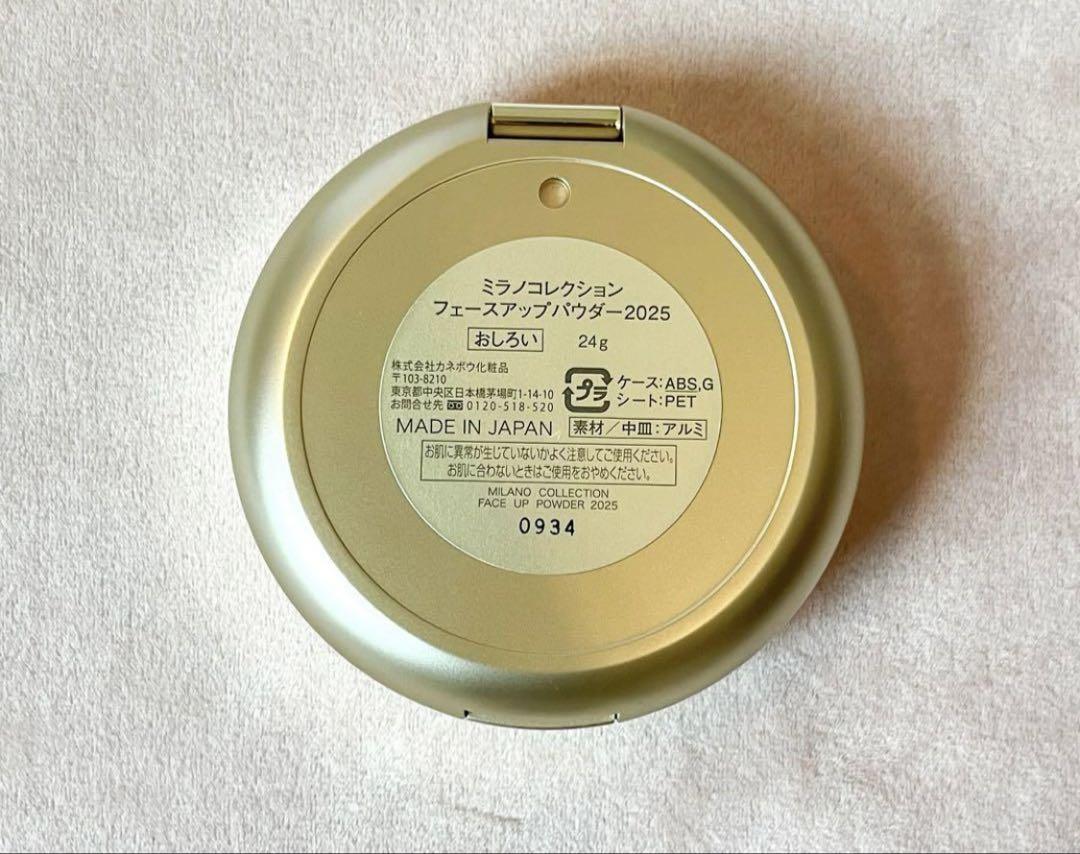 ミラノコレクション
フェースアップパウダー2025
おしろい 24g
株式会社カネボウ化粧品
〒103-8210
東京都中央区日本橋茅場町1-14-10
お問合せ先 0120-518-520
プラ ケース:ABS,G
シート:PET
MADE IN JAPAN 素材/中皿:アルミ
お肌に異常が生じていないかよく注意してご使用ください。
お肌に合わないときはご使用をおやめください。
MILANO COLLECTION
FACE UP POWDER 2025
0934